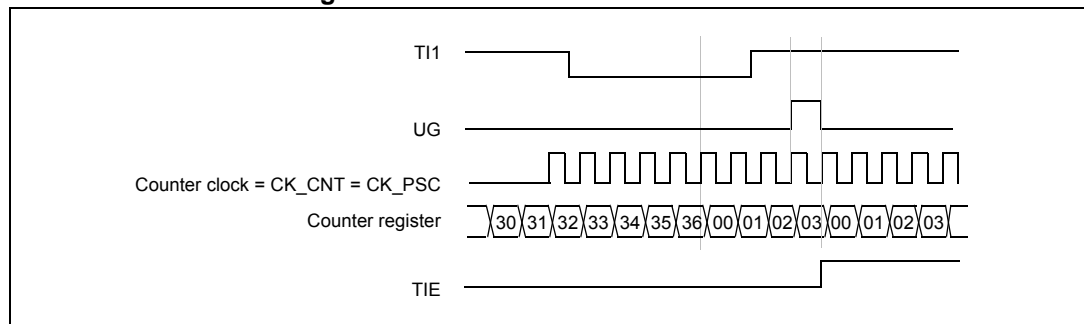 g
TI1
UG
Counter clock = CK_CNT = CK_PSC
Counter register 30 31 32 33 34 35 36 00 01 02 03 00 01 02 03
TIE